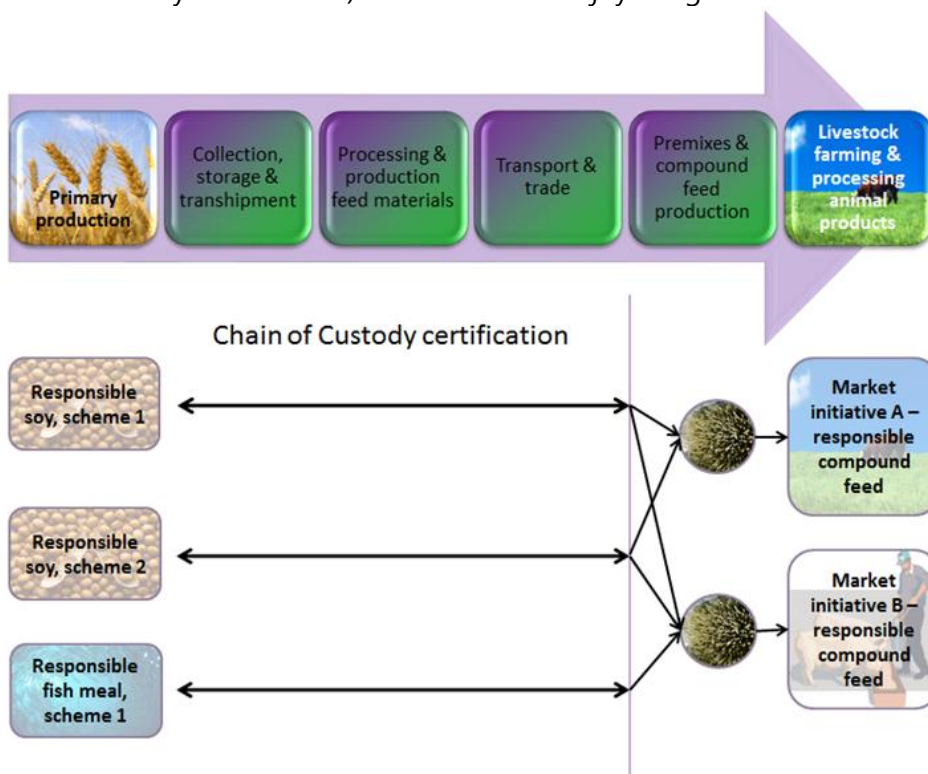 Primary
production
Collection,
storage &
transhipment
Processing &
production
feed materials
Transport &
trade
Premixes &
compound
feed
production
Livestock
farming &
processing
animal
products
Chain of Custody certification
Responsible
soy, scheme 1
Market
initiative A –
responsible
compound
feed
Responsible
soy, scheme 2
Market
initiative B –
responsible
compound
feed
Responsible
fish meal,
scheme 1